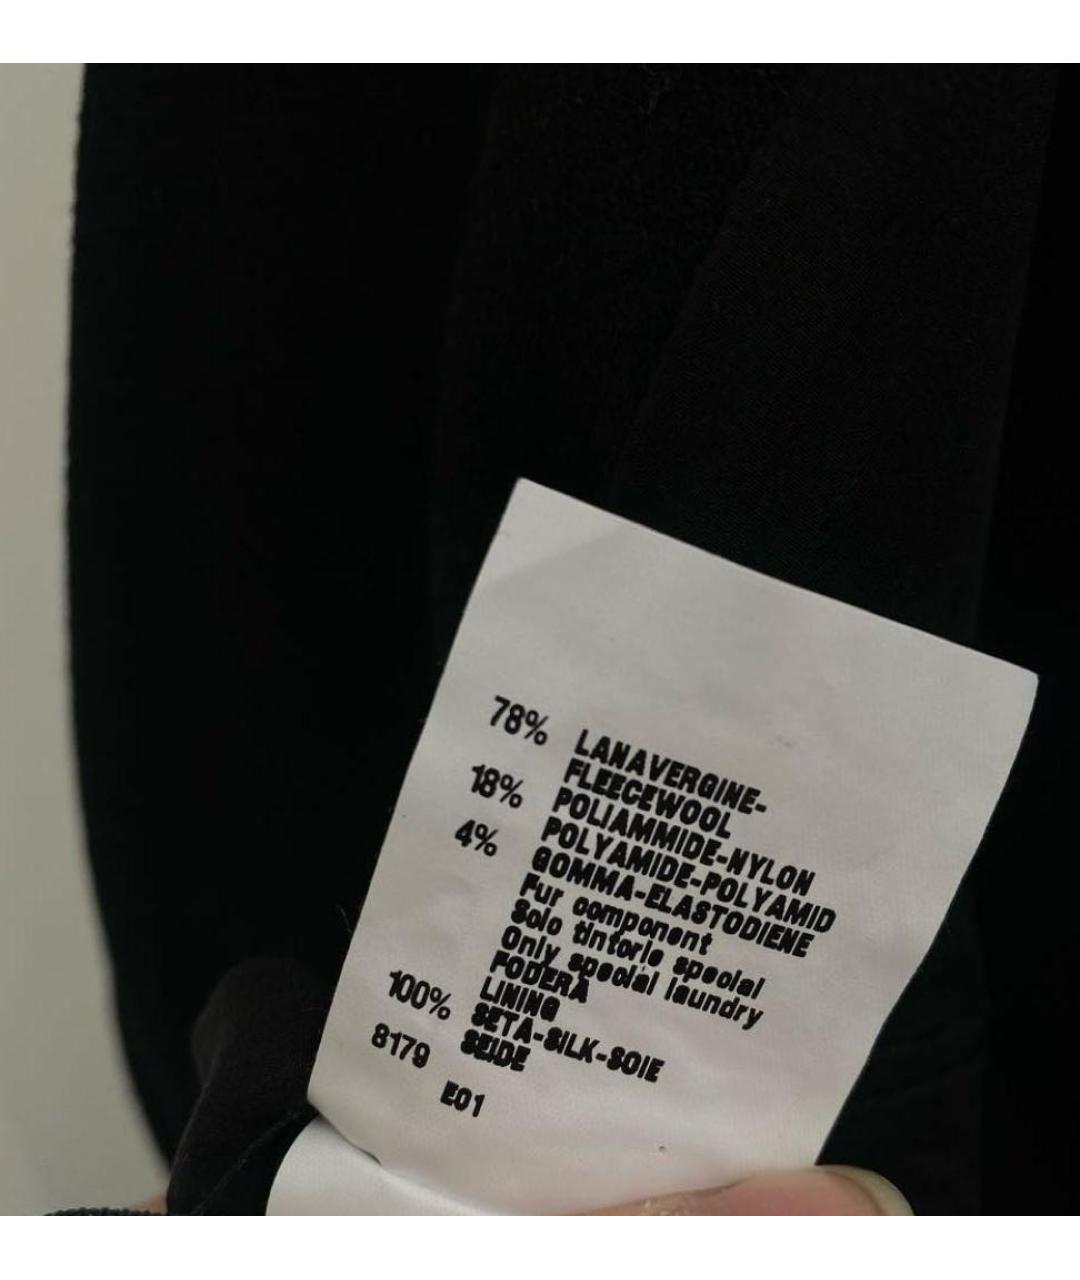 78% LANAVERGINE-
FLEECEWOOL
18% POLIAMMIDE-NYLON
POLYAMIDE-POLYAMID
4% GOMMA-ELASTODIENE
Fur component
Solo tintorie special
Only special laundry
FODERA
LINING
100% SETA-SILK-SOIE
SEIDE
8179
E01